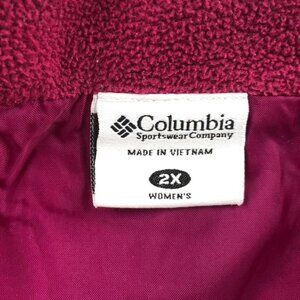 Columbia
Sportswear Company
MADE IN VIETNAM
2X
WOMEN'S